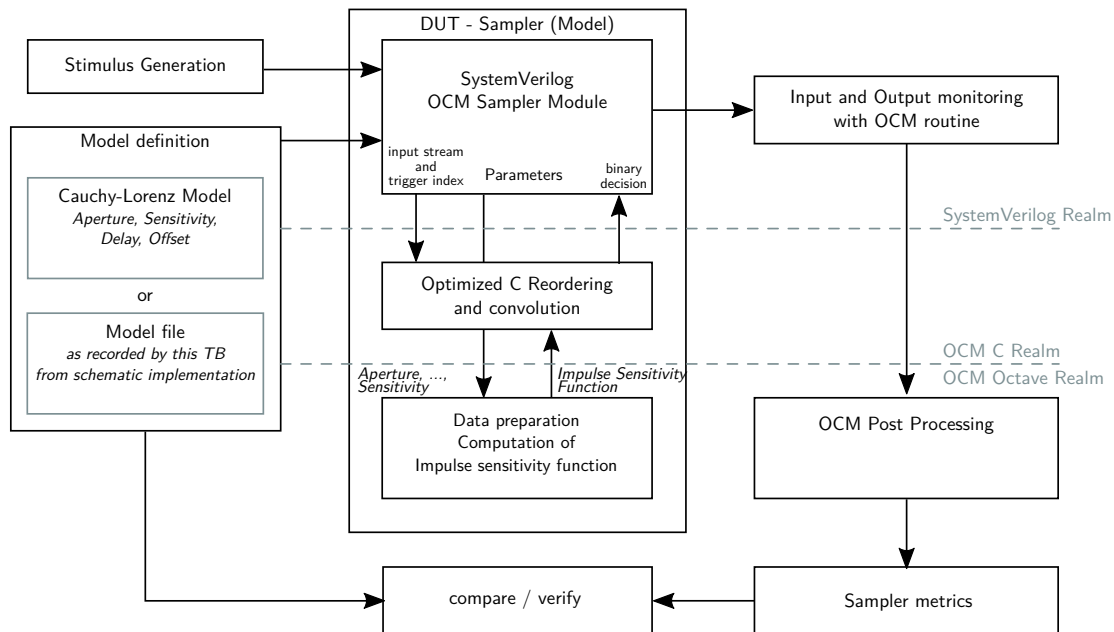 DUT - Sampler (Model)
Stimulus Generation
SystemVerilog
OCM Sampler Module
Input and Output monitoring
with OCM routine
Model definition
input stream
and
trigger index
Parameters
binary
decision
Cauchy-Lorenz Model
Aperture, Sensitivity,
Delay, Offset
SystemVerilog Realm
or
Optimized C Reordering
and convolution
Model file
as recorded by this TB
from schematic implementation
OCM C Realm
OCM Octave Realm
Aperture, ...,
Sensitivity
Impulse Sensitivity
Function
Data preparation
Computation of
Impulse sensitivity function
OCM Post Processing
compare / verify
Sampler metrics